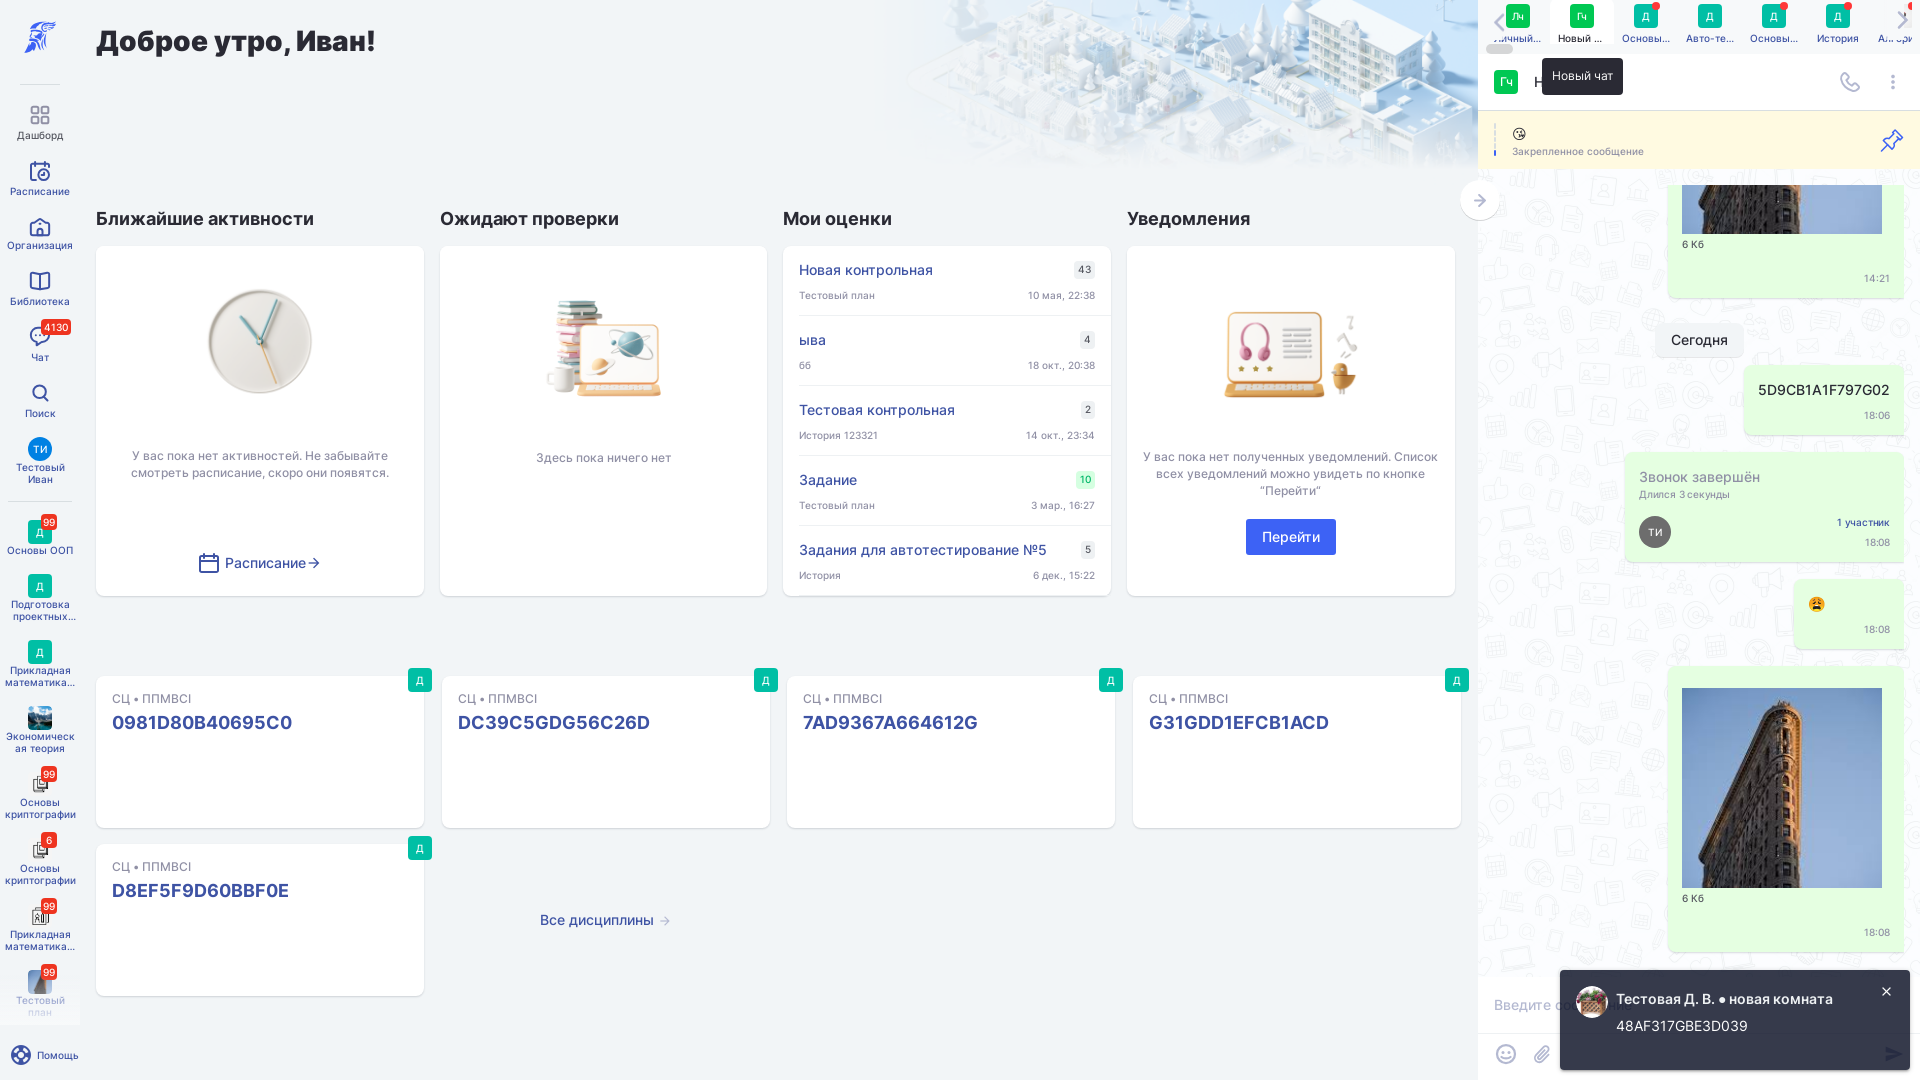 Дашборд
Расписание
Организация
Библиотека
4130
Чат
Поиск
ТИ
Тестовый
Иван
99
Д
Основы ООП
Д
Подготовка
проектных...
Д
Прикладная
математика...
Экономическ
ая теория
99
Основы
криптографии
6
Основы
криптографии
99
Прикладная
математика...
99
Тестовый
план
Помощь
Доброе утро, Иван!
Ближайшие активности
У вас пока нет активностей. Не забывайте
смотреть расписание, скоро они появятся.
Расписание
Ожидают проверки
Здесь пока ничего нет
Мои оценки
Новая контрольная 43
Тестовый план 10 мая, 22:38
ыва 4
бб 18 окт., 20:38
Тестовая контрольная 2
История 123321 14 окт., 23:34
Задание 10
Тестовый план 3 мар., 16:27
Задания для автотестирование №5 5
История 6 дек., 15:22
Уведомления
У вас пока нет полученных уведомлений. Список
всех уведомлений можно увидеть по кнопке
“Перейти”
Перейти
Д
СЦ • ППМВСI
0981D80B40695C0
Д
СЦ • ППМВСI
DC39C5GDG56C26D
Д
СЦ • ППМВСI
7AD9367A664612G
Д
СЦ • ППМВСI
G31GDD1EFCB1ACD
Д
СЦ • ППМВСI
D8EF5F9D60BBF0E
Все дисциплины
Лч Гч Д Д Д Д
Личный... Новый ... Основы... Авто-те... Основы... История
Гч
Новый чат
😘
Закрепленное сообщение
6 Кб
14:21
Сегодня
5D9CB1A1F797G02
18:06
Звонок завершён
Длился 3 секунды
ТИ
1 участник
18:08
😩
18:08
6 Кб
18:08
Введите
Тестовая Д. В. ● новая комната
48AF317GBE3D039